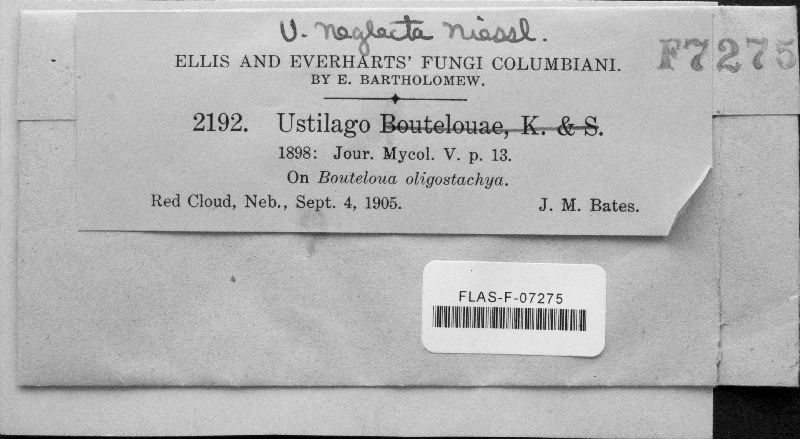 U. neglecta Niessl.
ELLIS AND EVERHARTS' FUNGI COLUMBIANI.
F7275
BY E. BARTHOLOMEW.
2192. Ustilago Boutelouae, K. & S.
1898: Jour. Mycol. V. p. 13.
On Bouteloua oligostachya.
Red Cloud, Neb., Sept. 4, 1905. J. M. Bates.
FLAS-F-07275